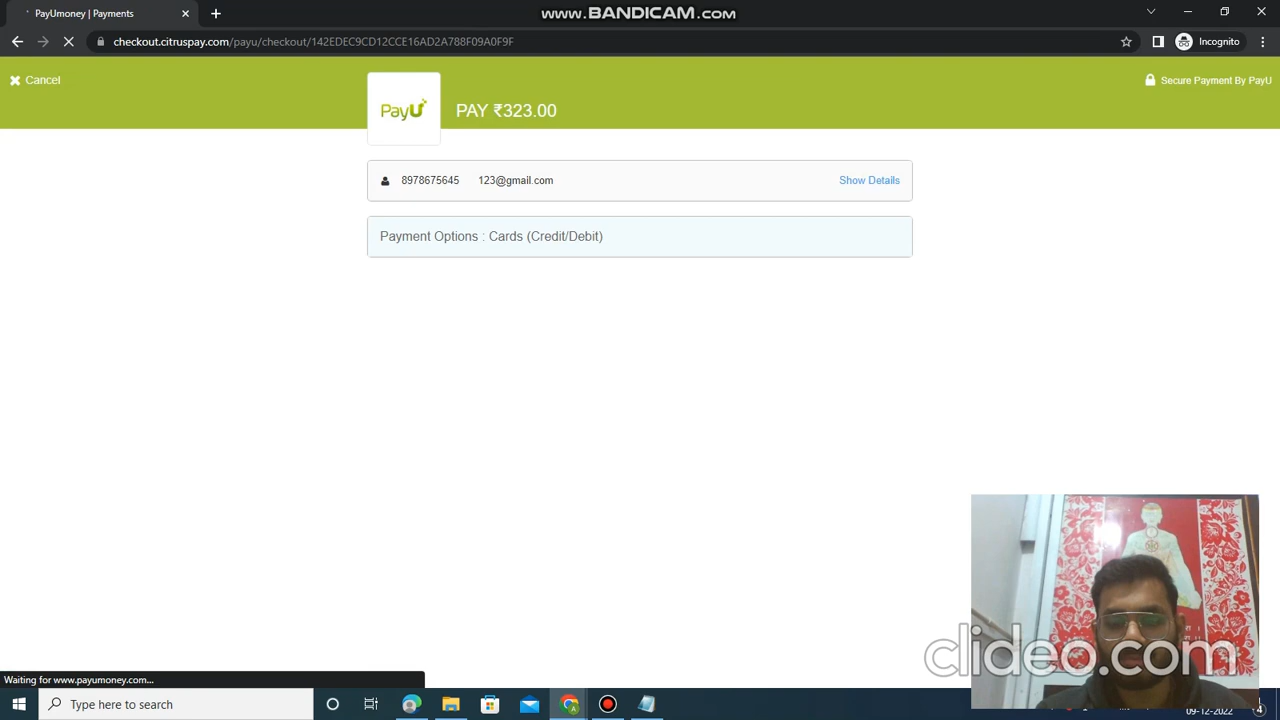 PayUmoney | Payments
www.BANDICAM.com
checkout.citruspay.com/payu/checkout/142EDEC9CD12CCE16AD2A788F09A0F9F
Incognito
Cancel
PayU
PAY ₹323.00
Secure Payment By PayU
8978675645 123@gmail.com
Show Details
Payment Options : Cards (Credit/Debit)
clideo.com
Waiting for www.payumoney.com...
Type here to search
09-12-2022
4